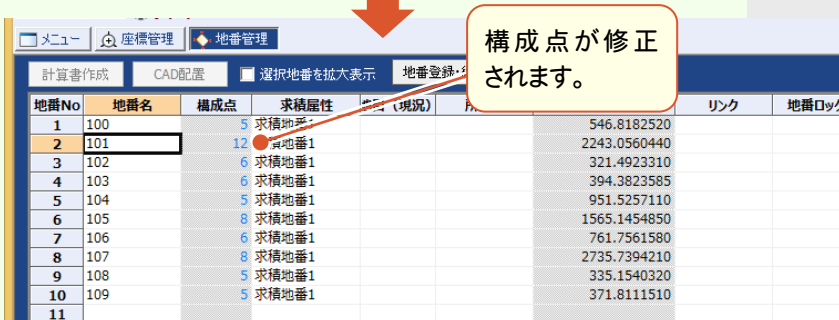 メニュー 座標管理 地番管理
構成点が修正
されます。
計算書作成 CAD配置 選択地番を拡大表示 地番登録・
地番No 地番名 構成点 求積属性 (現況) リンク 地番ロック
1 100 5 求積地番1 546.8182520
2 101 12 求積地番1 2243.0560440
3 102 6 求積地番1 321.4923310
4 103 6 求積地番1 394.3823585
5 104 5 求積地番1 951.5257110
6 105 8 求積地番1 1565.1454850
7 106 6 求積地番1 761.7561580
8 107 8 求積地番1 2735.7394210
9 108 5 求積地番1 335.1540320
10 109 5 求積地番1 371.8111510
11